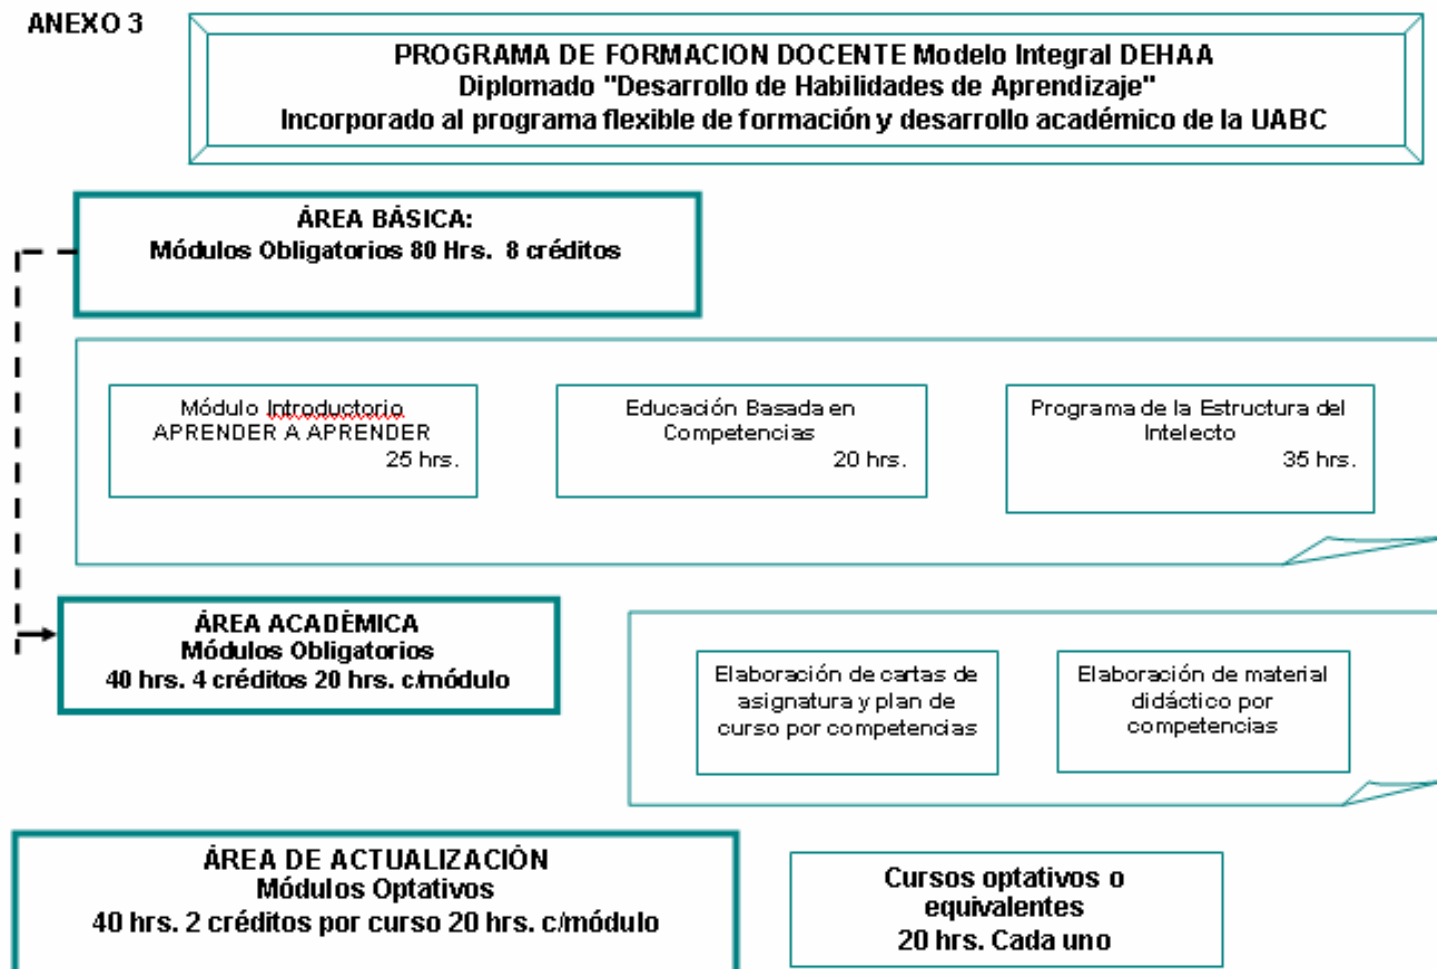 ANEXO 3
PROGRAMA DE FORMACION DOCENTE Modelo Integral DEHAA
Diplomado "Desarrollo de Habilidades de Aprendizaje"
Incorporado al programa flexible de formación y desarrollo académico de la UABC
ÁREA BÁSICA:
Módulos Obligatorios 80 Hrs. 8 créditos
Módulo Introductorio
APRENDER A APRENDER
25 hrs.
Educación Basada en
Competencias
20 hrs.
Programa de la Estructura del
Intelecto
35 hrs.
ÁREA ACADÉMICA
Módulos Obligatorios
40 hrs. 4 créditos 20 hrs. c/módulo
Elaboración de cartas de
asignatura y plan de
curso por competencias
Elaboración de material
didáctico por
competencias
ÁREA DE ACTUALIZACIÓN
Módulos Optativos
40 hrs. 2 créditos por curso 20 hrs. c/módulo
Cursos optativos o
equivalentes
20 hrs. Cada uno